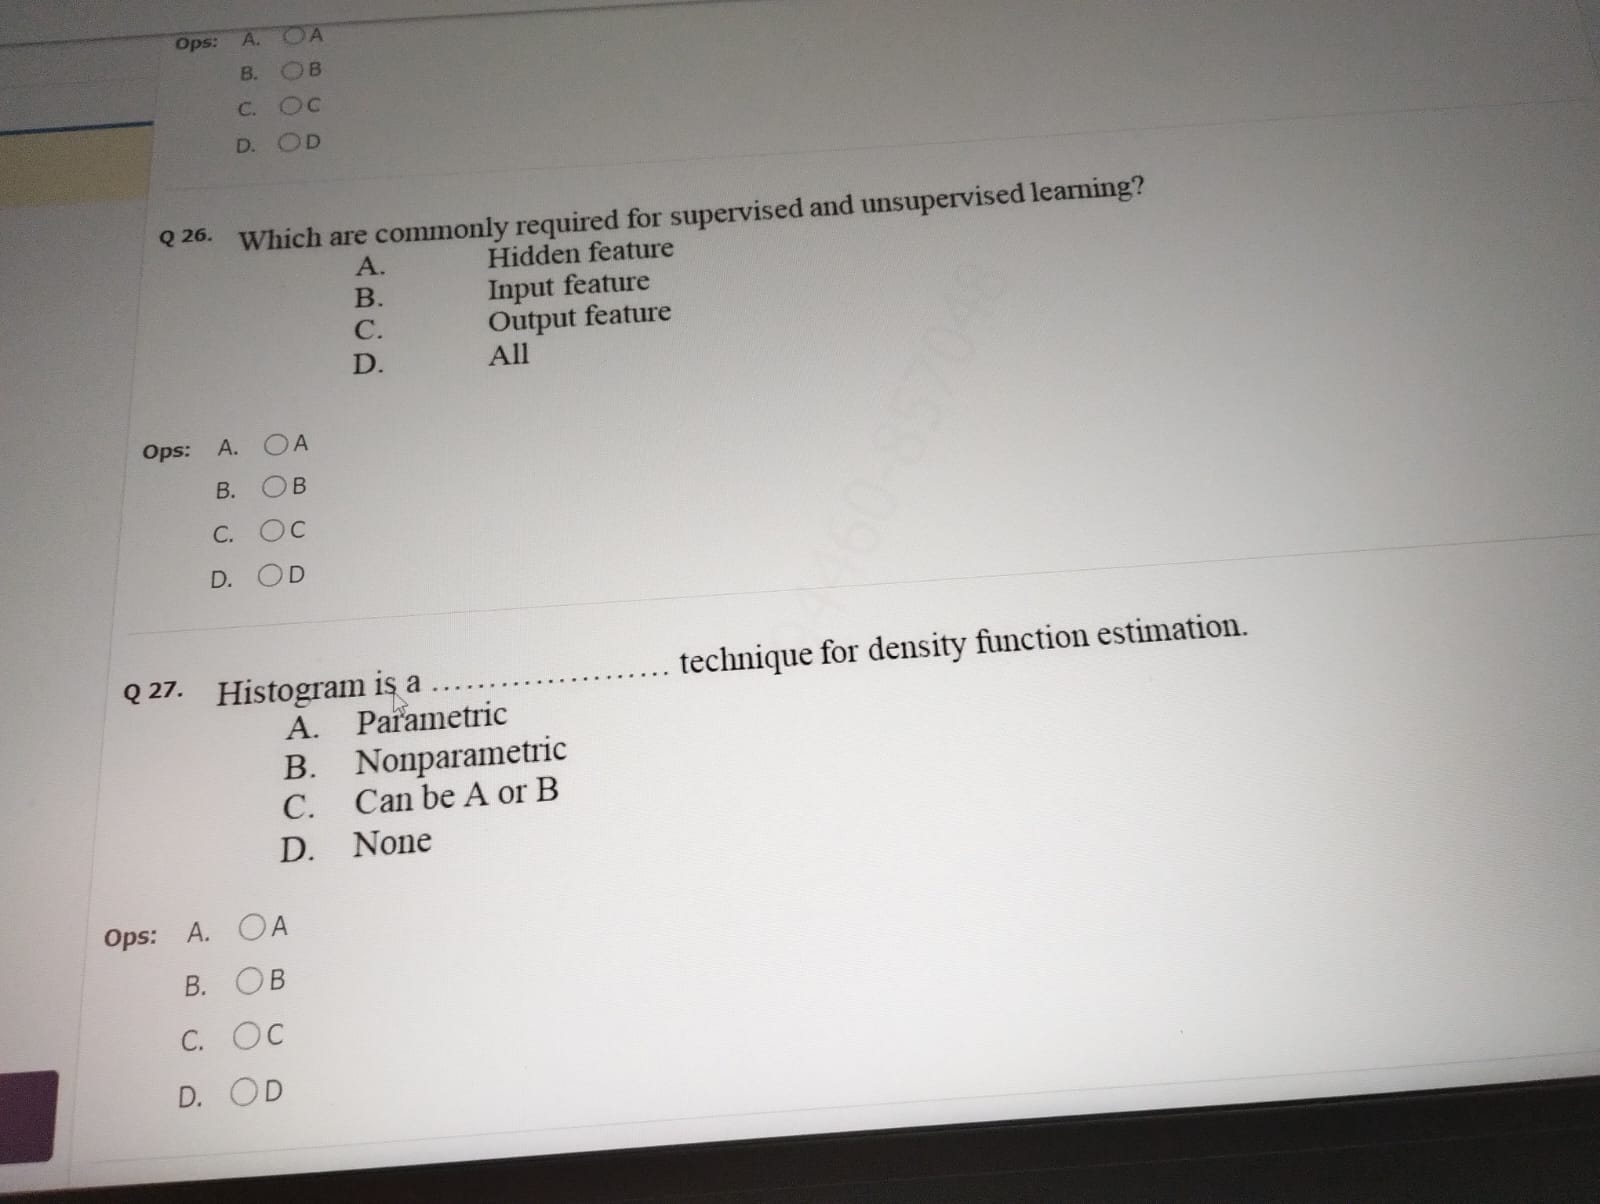 Ops: A. A
B. B
C. C
D. D
Q 26. Which are commonly required for supervised and unsupervised learning?
A. Hidden feature
B. Input feature
C. Output feature
D. All
Ops: A. A
B. B
C. C
D. D
Q 27. Histogram is a ..................... technique for density function estimation.
A. Parametric
B. Nonparametric
C. Can be A or B
D. None
Ops: A. A
B. B
C. C
D. D